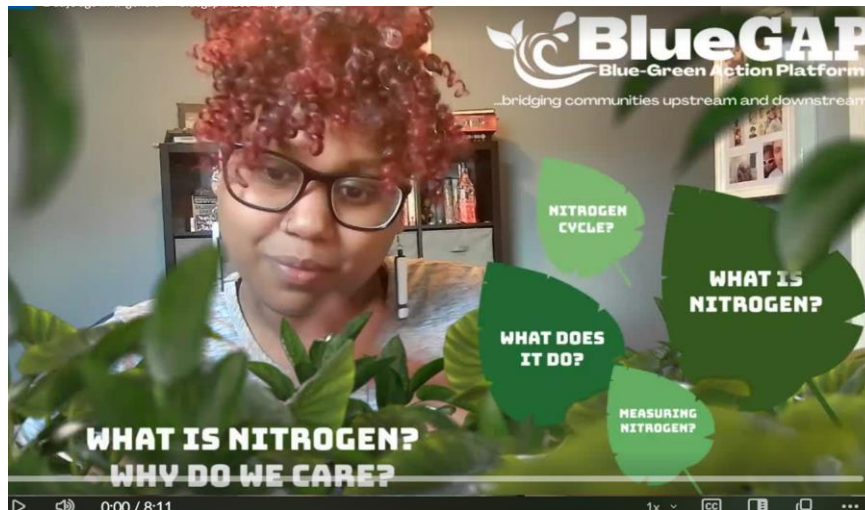 BlueGAP
Blue-Green Action Platform
...bridging communities upstream and downstream
NITROGEN
CYCLE?
WHAT IS
NITROGEN?
WHAT DOES
IT DO?
MEASURING
NITROGEN?
WHAT IS NITROGEN?
WHY DO WE CARE?
0:00 / 8:11
1x
CC